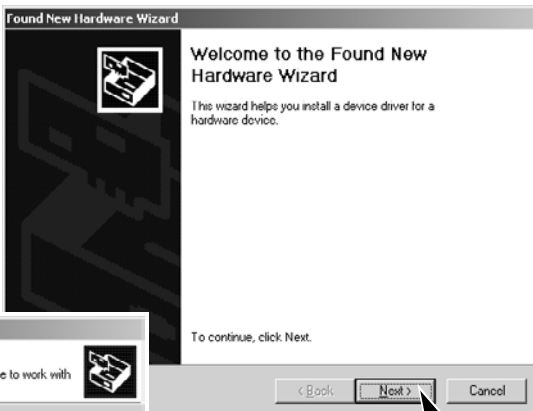 Found New Hardware Wizard
Welcome to the Found New
Hardware Wizard
This wizard helps you install a device driver for a
hardware device.
To continue, click Next.
e to work with
< Back
Next >
Cancel